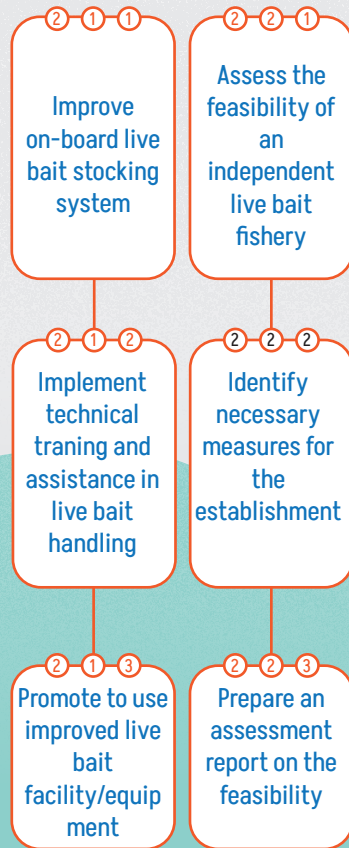 2 1 1
Improve
on-board live
bait stocking
system
2 1 2
Implement
technical
traning and
assistance in
live bait
handling
2 1 3
Promote to use
improved live
bait
facility/equip
ment
2 2 1
Assess the
feasibility of
an
independent
live bait
fishery
2 2 2
Identify
necessary
measures for
the
establishment
2 2 3
Prepare an
assessment
report on the
feasibility